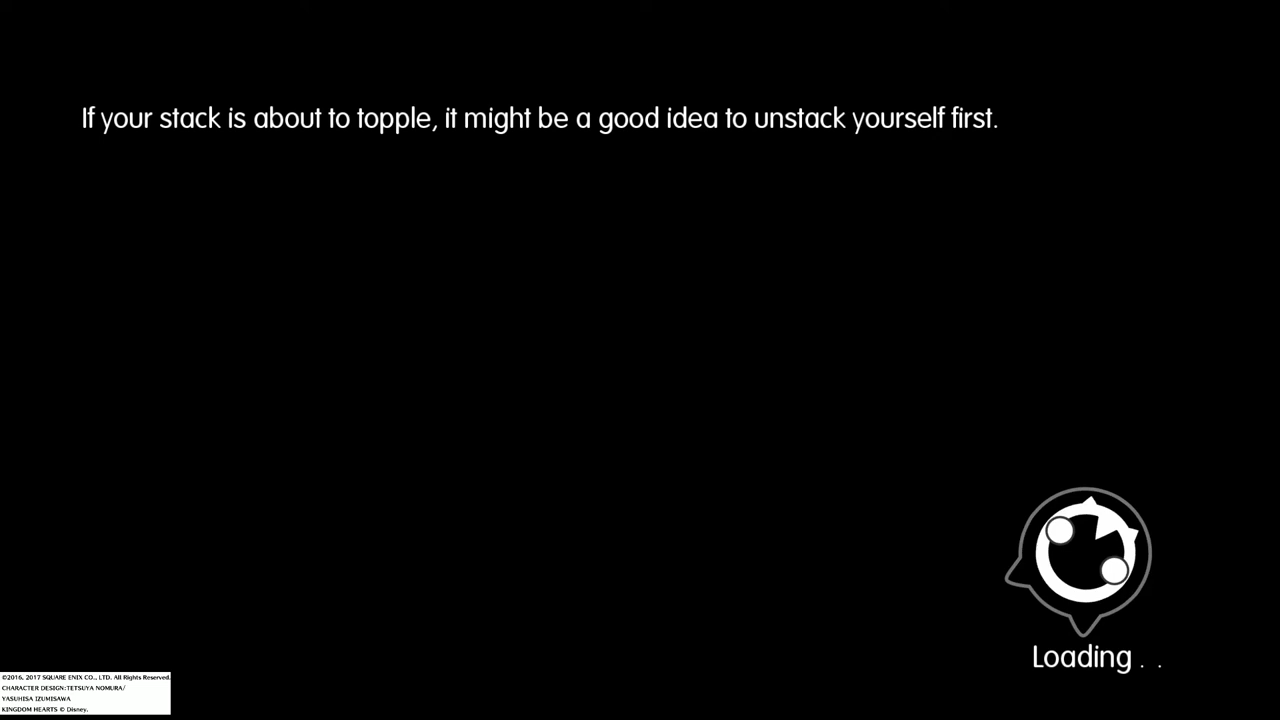 If your stack is about to topple, it might be a good idea to unstack yourself first.
Loading . .
©2016, 2017 SQUARE ENIX CO., LTD. All Rights Reserved.
CHARACTER DESIGN:TETSUYA NOMURA/
YASUHISA IZUMISAWA
KINGDOM HEARTS © Disney.